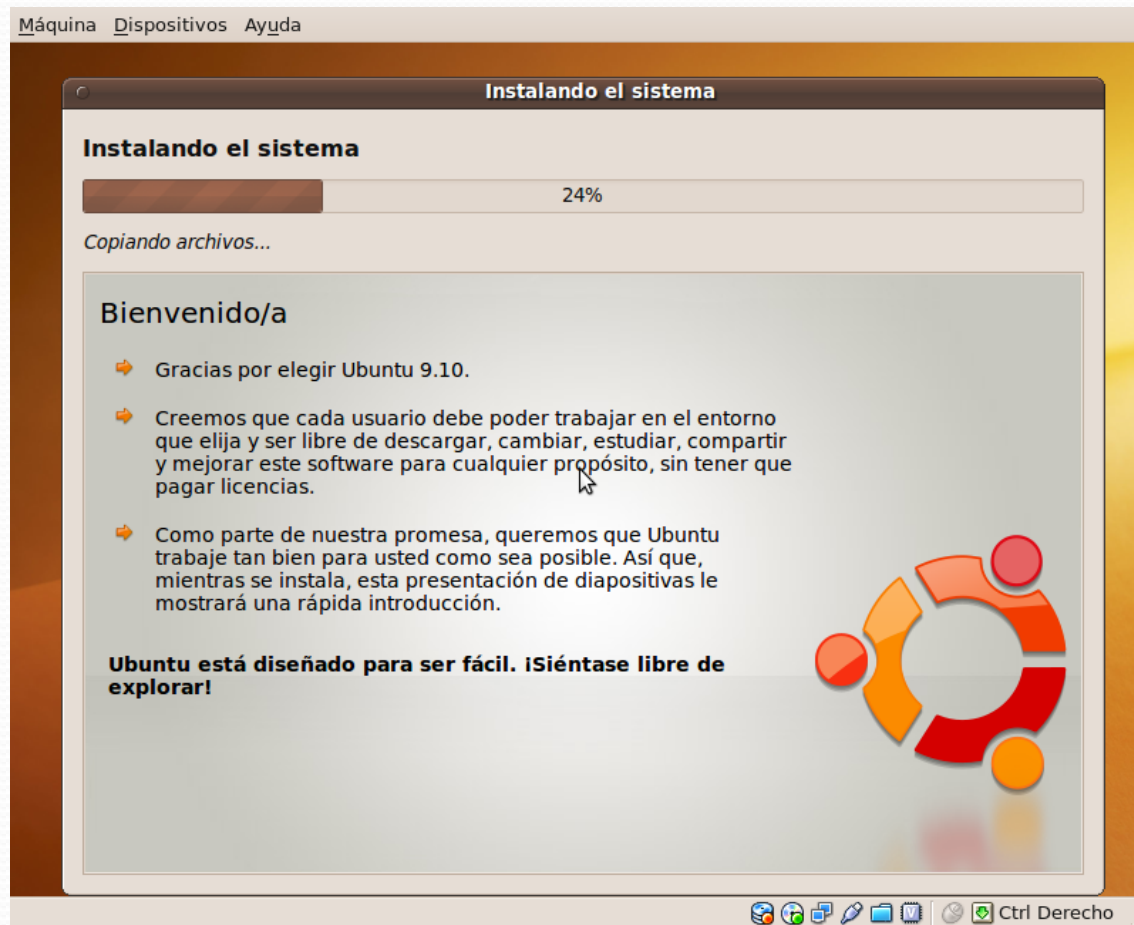 Máquina Dispositivos Ayuda
Instalando el sistema
Instalando el sistema
24%
Copiando archivos...
Bienvenido/a
Gracias por elegir Ubuntu 9.10.
Creemos que cada usuario debe poder trabajar en el entorno
que elija y ser libre de descargar, cambiar, estudiar, compartir
y mejorar este software para cualquier propósito, sin tener que
pagar licencias.
Como parte de nuestra promesa, queremos que Ubuntu
trabaje tan bien para usted como sea posible. Así que,
mientras se instala, esta presentación de diapositivas le
mostrará una rápida introducción.
Ubuntu está diseñado para ser fácil. ¡Siéntase libre de
explorar!
Ctrl Derecho